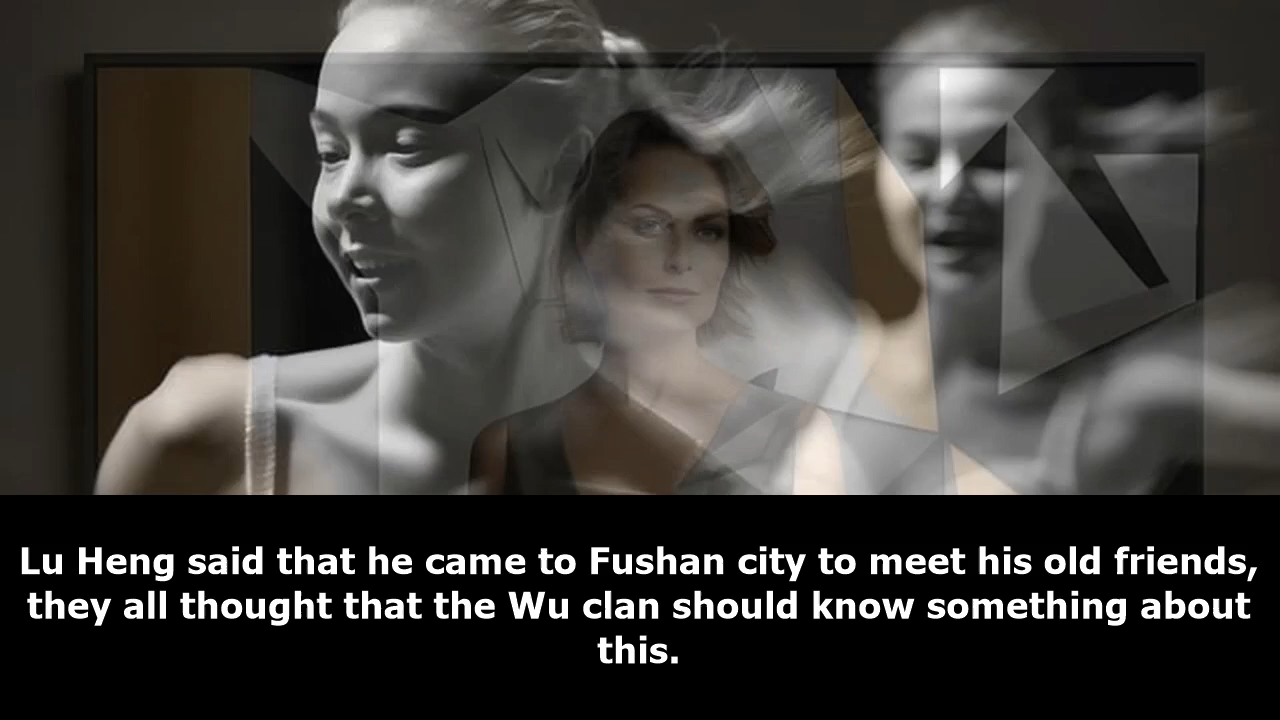 Lu Heng said that he came to Fushan city to meet his old friends,
they all thought that the Wu clan should know something about
this.